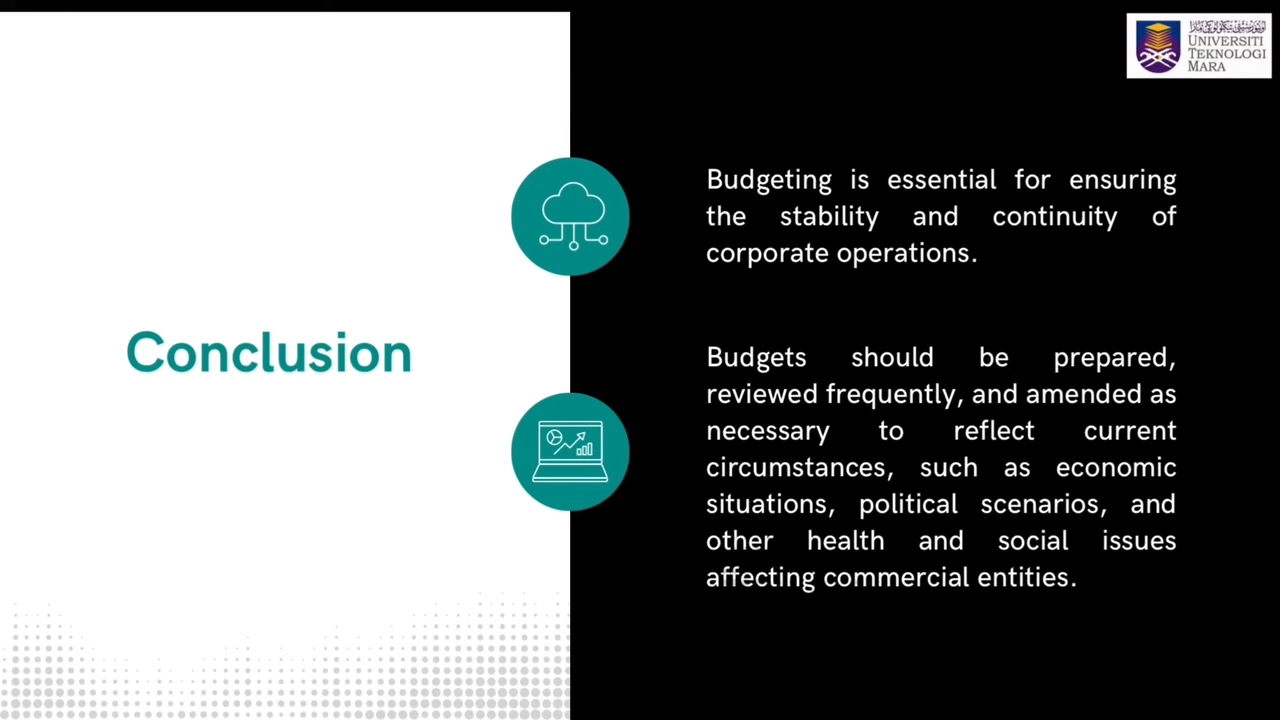 UNIVERSITI
TEKNOLOGI
MARA
Budgeting is essential for ensuring
the stability and continuity of
corporate operations.
Conclusion
Budgets should be prepared,
reviewed frequently, and amended as
necessary to reflect current
circumstances, such as economic
situations, political scenarios, and
other health and social issues
affecting commercial entities.